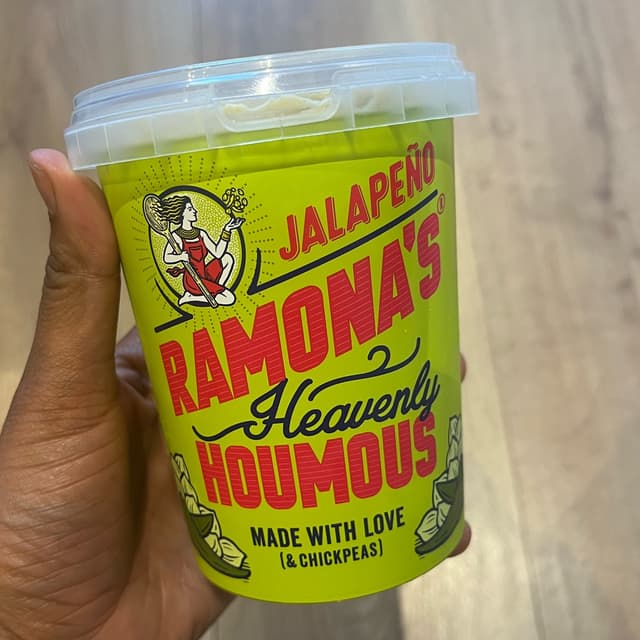 JALAPEÑO
RAMONA'S®
Heavenly
HOUMOUS
MADE WITH LOVE
(& CHICKPEAS)